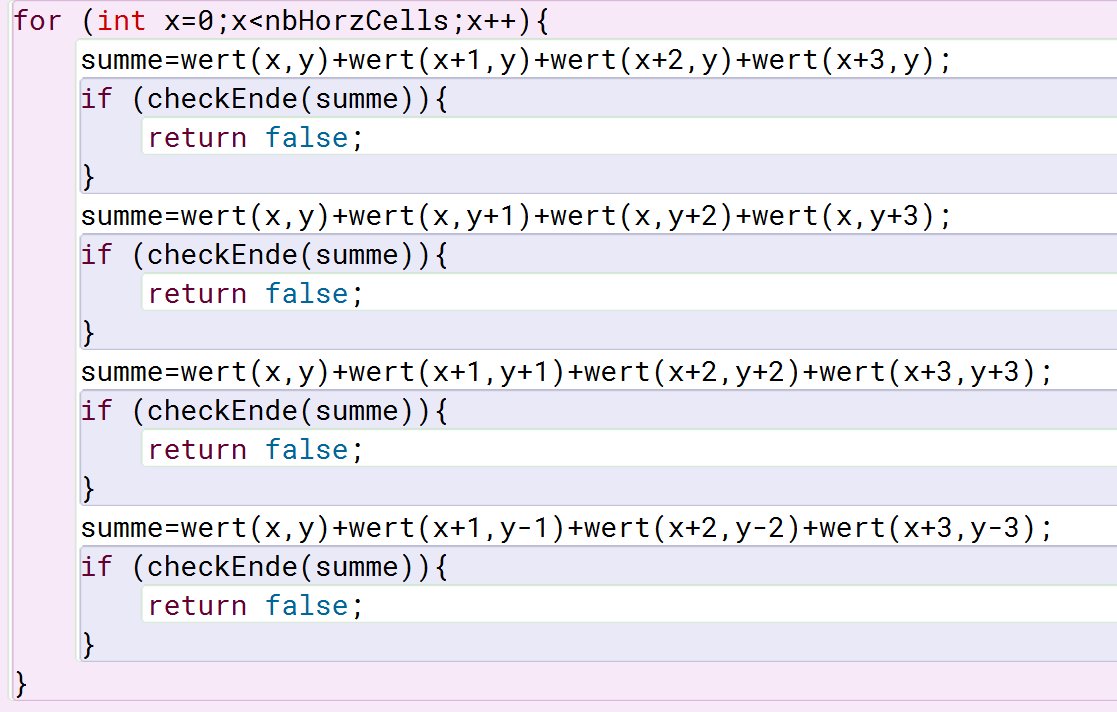 for (int x=0;x<nbHorzCells;x++){
summe=wert(x,y)+wert(x+1,y)+wert(x+2,y)+wert(x+3,y);
if (checkEnde(summe)){
return false;
}
summe=wert(x,y)+wert(x,y+1)+wert(x,y+2)+wert(x,y+3);
if (checkEnde(summe)){
return false;
}
summe=wert(x,y)+wert(x+1,y+1)+wert(x+2,y+2)+wert(x+3,y+3);
if (checkEnde(summe)){
return false;
}
summe=wert(x,y)+wert(x+1,y-1)+wert(x+2,y-2)+wert(x+3,y-3);
if (checkEnde(summe)){
return false;
}
}